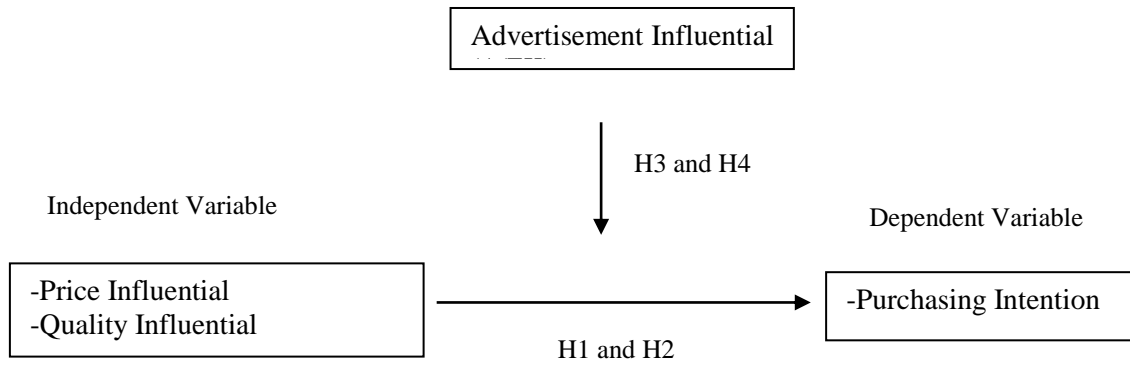 Advertisement Influential
H3 and H4
Independent Variable
Dependent Variable
-Price Influential
-Quality Influential
-Purchasing Intention
H1 and H2